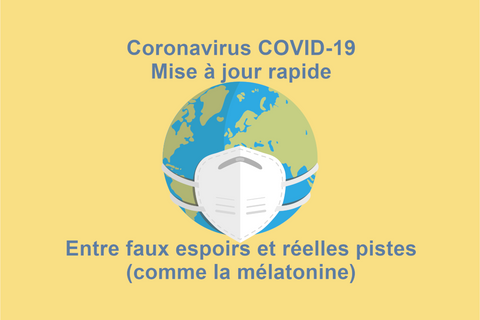 Coronavirus COVID-19
Mise à jour rapide
Entre faux espoirs et réelles pistes
(comme la mélatonine)